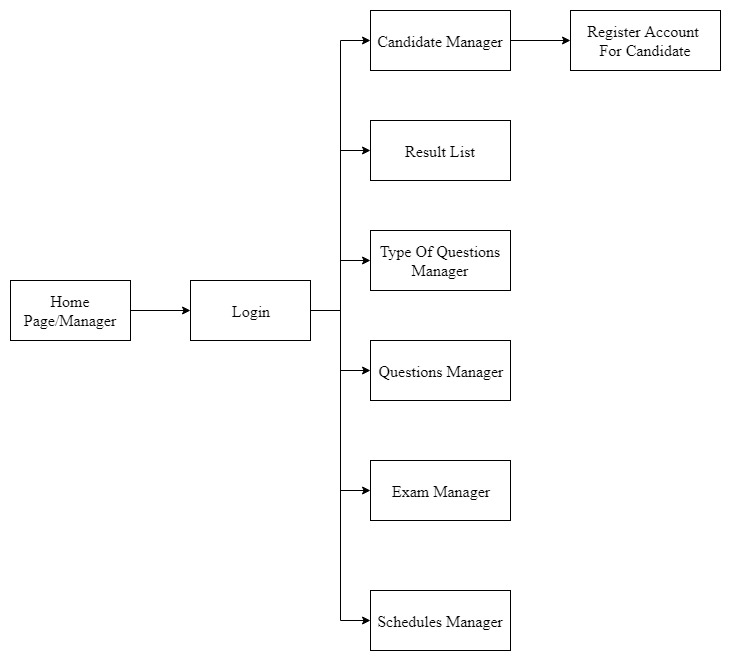 Candidate Manager
Register Account
For Candidate
Result List
Type Of Questions
Manager
Home
Page/Manager
Login
Questions Manager
Exam Manager
Schedules Manager